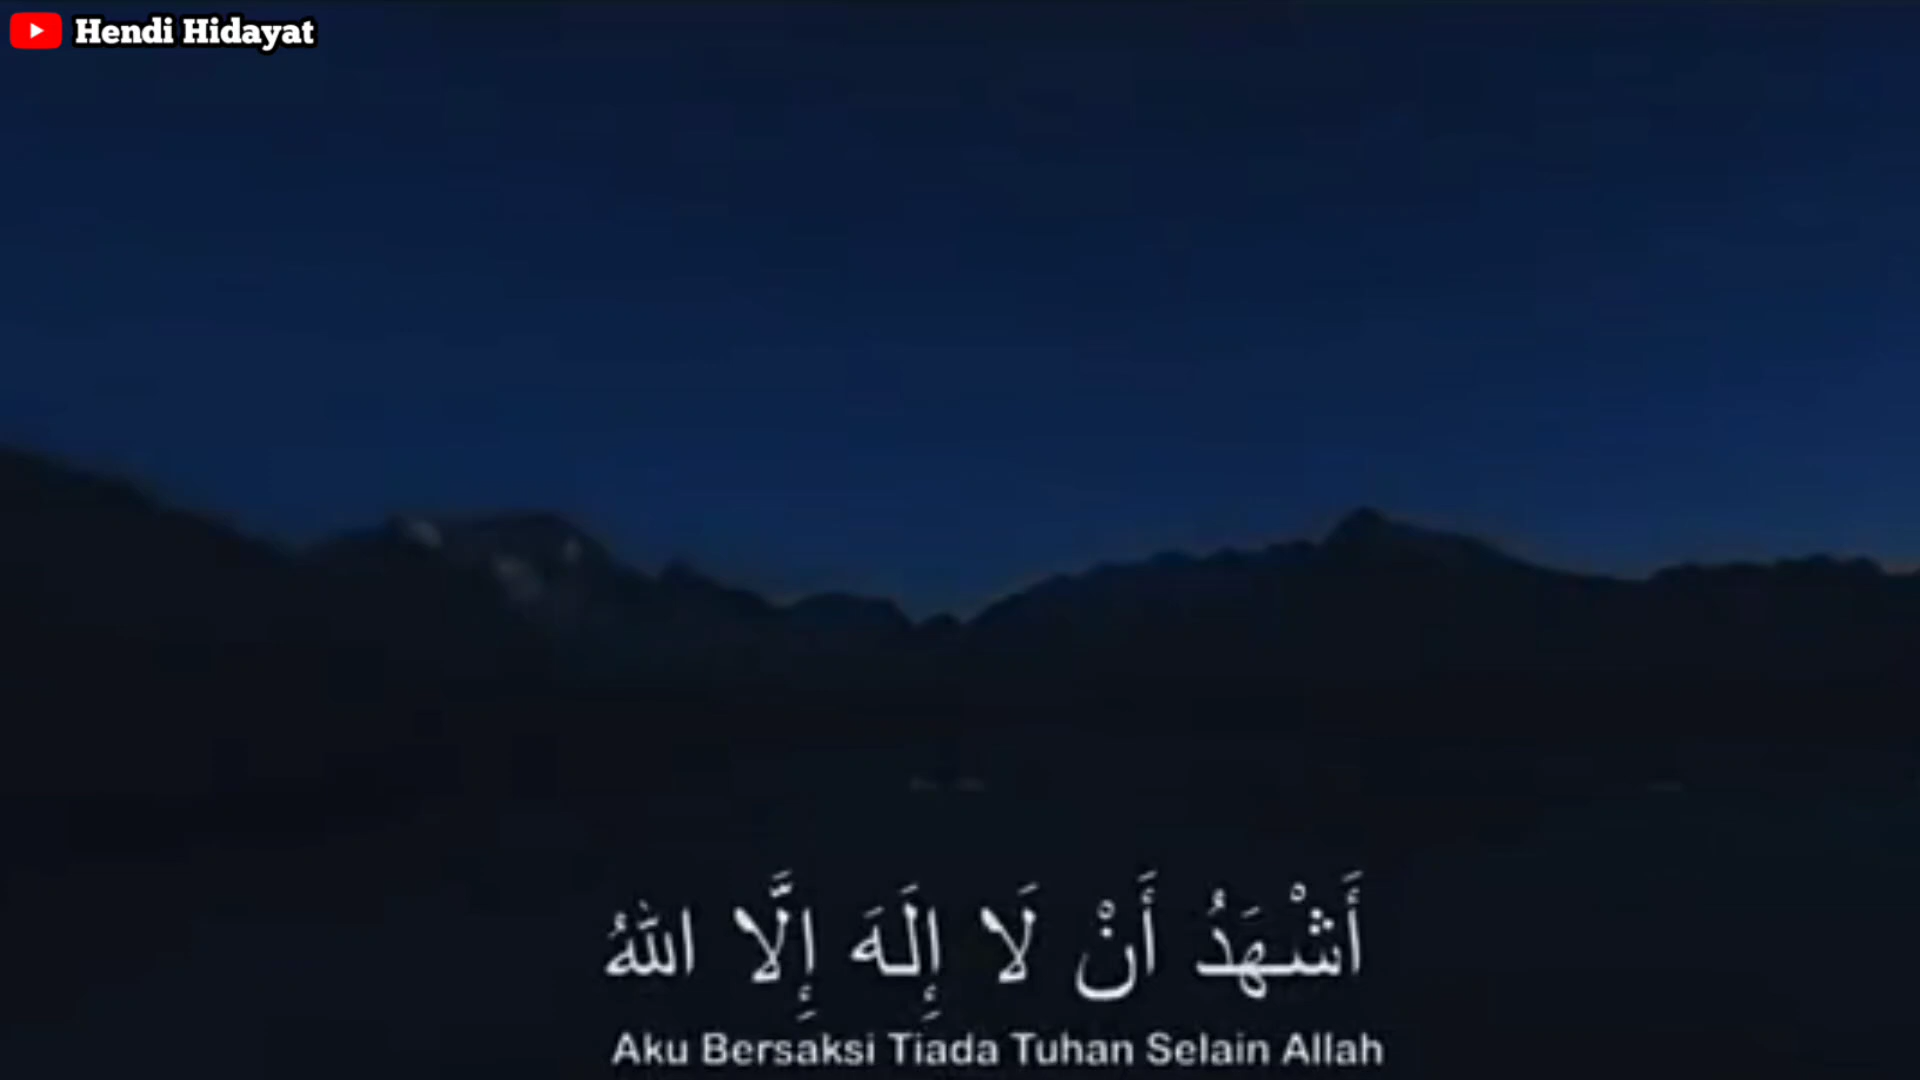 Hendi Hidayat
أَشْهَدُ أَنْ لَا إِلَهَ إِلَّا اللهُ
Aku Bersaksi Tiada Tuhan Selain Allah